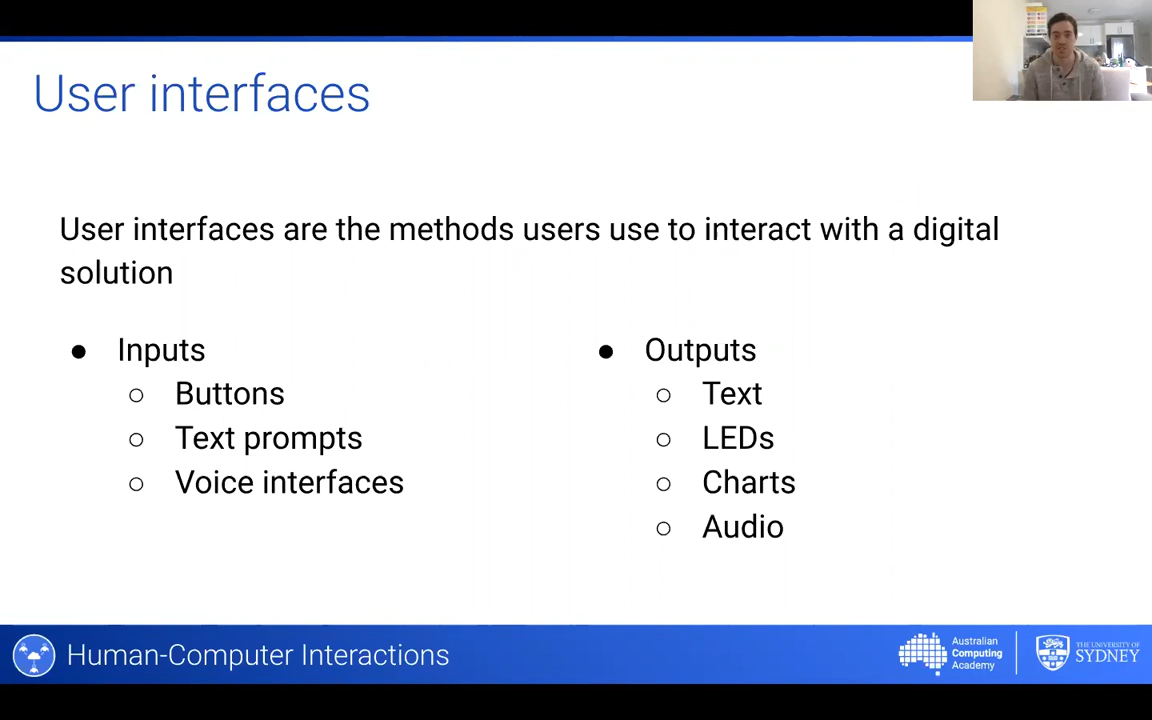 User interfaces
User interfaces are the methods users use to interact with a digital
solution
● Inputs
○ Buttons
○ Text prompts
○ Voice interfaces
● Outputs
○ Text
○ LEDs
○ Charts
○ Audio
Human-Computer Interactions
Australian
Computing
Academy
THE UNIVERSITY OF
SYDNEY